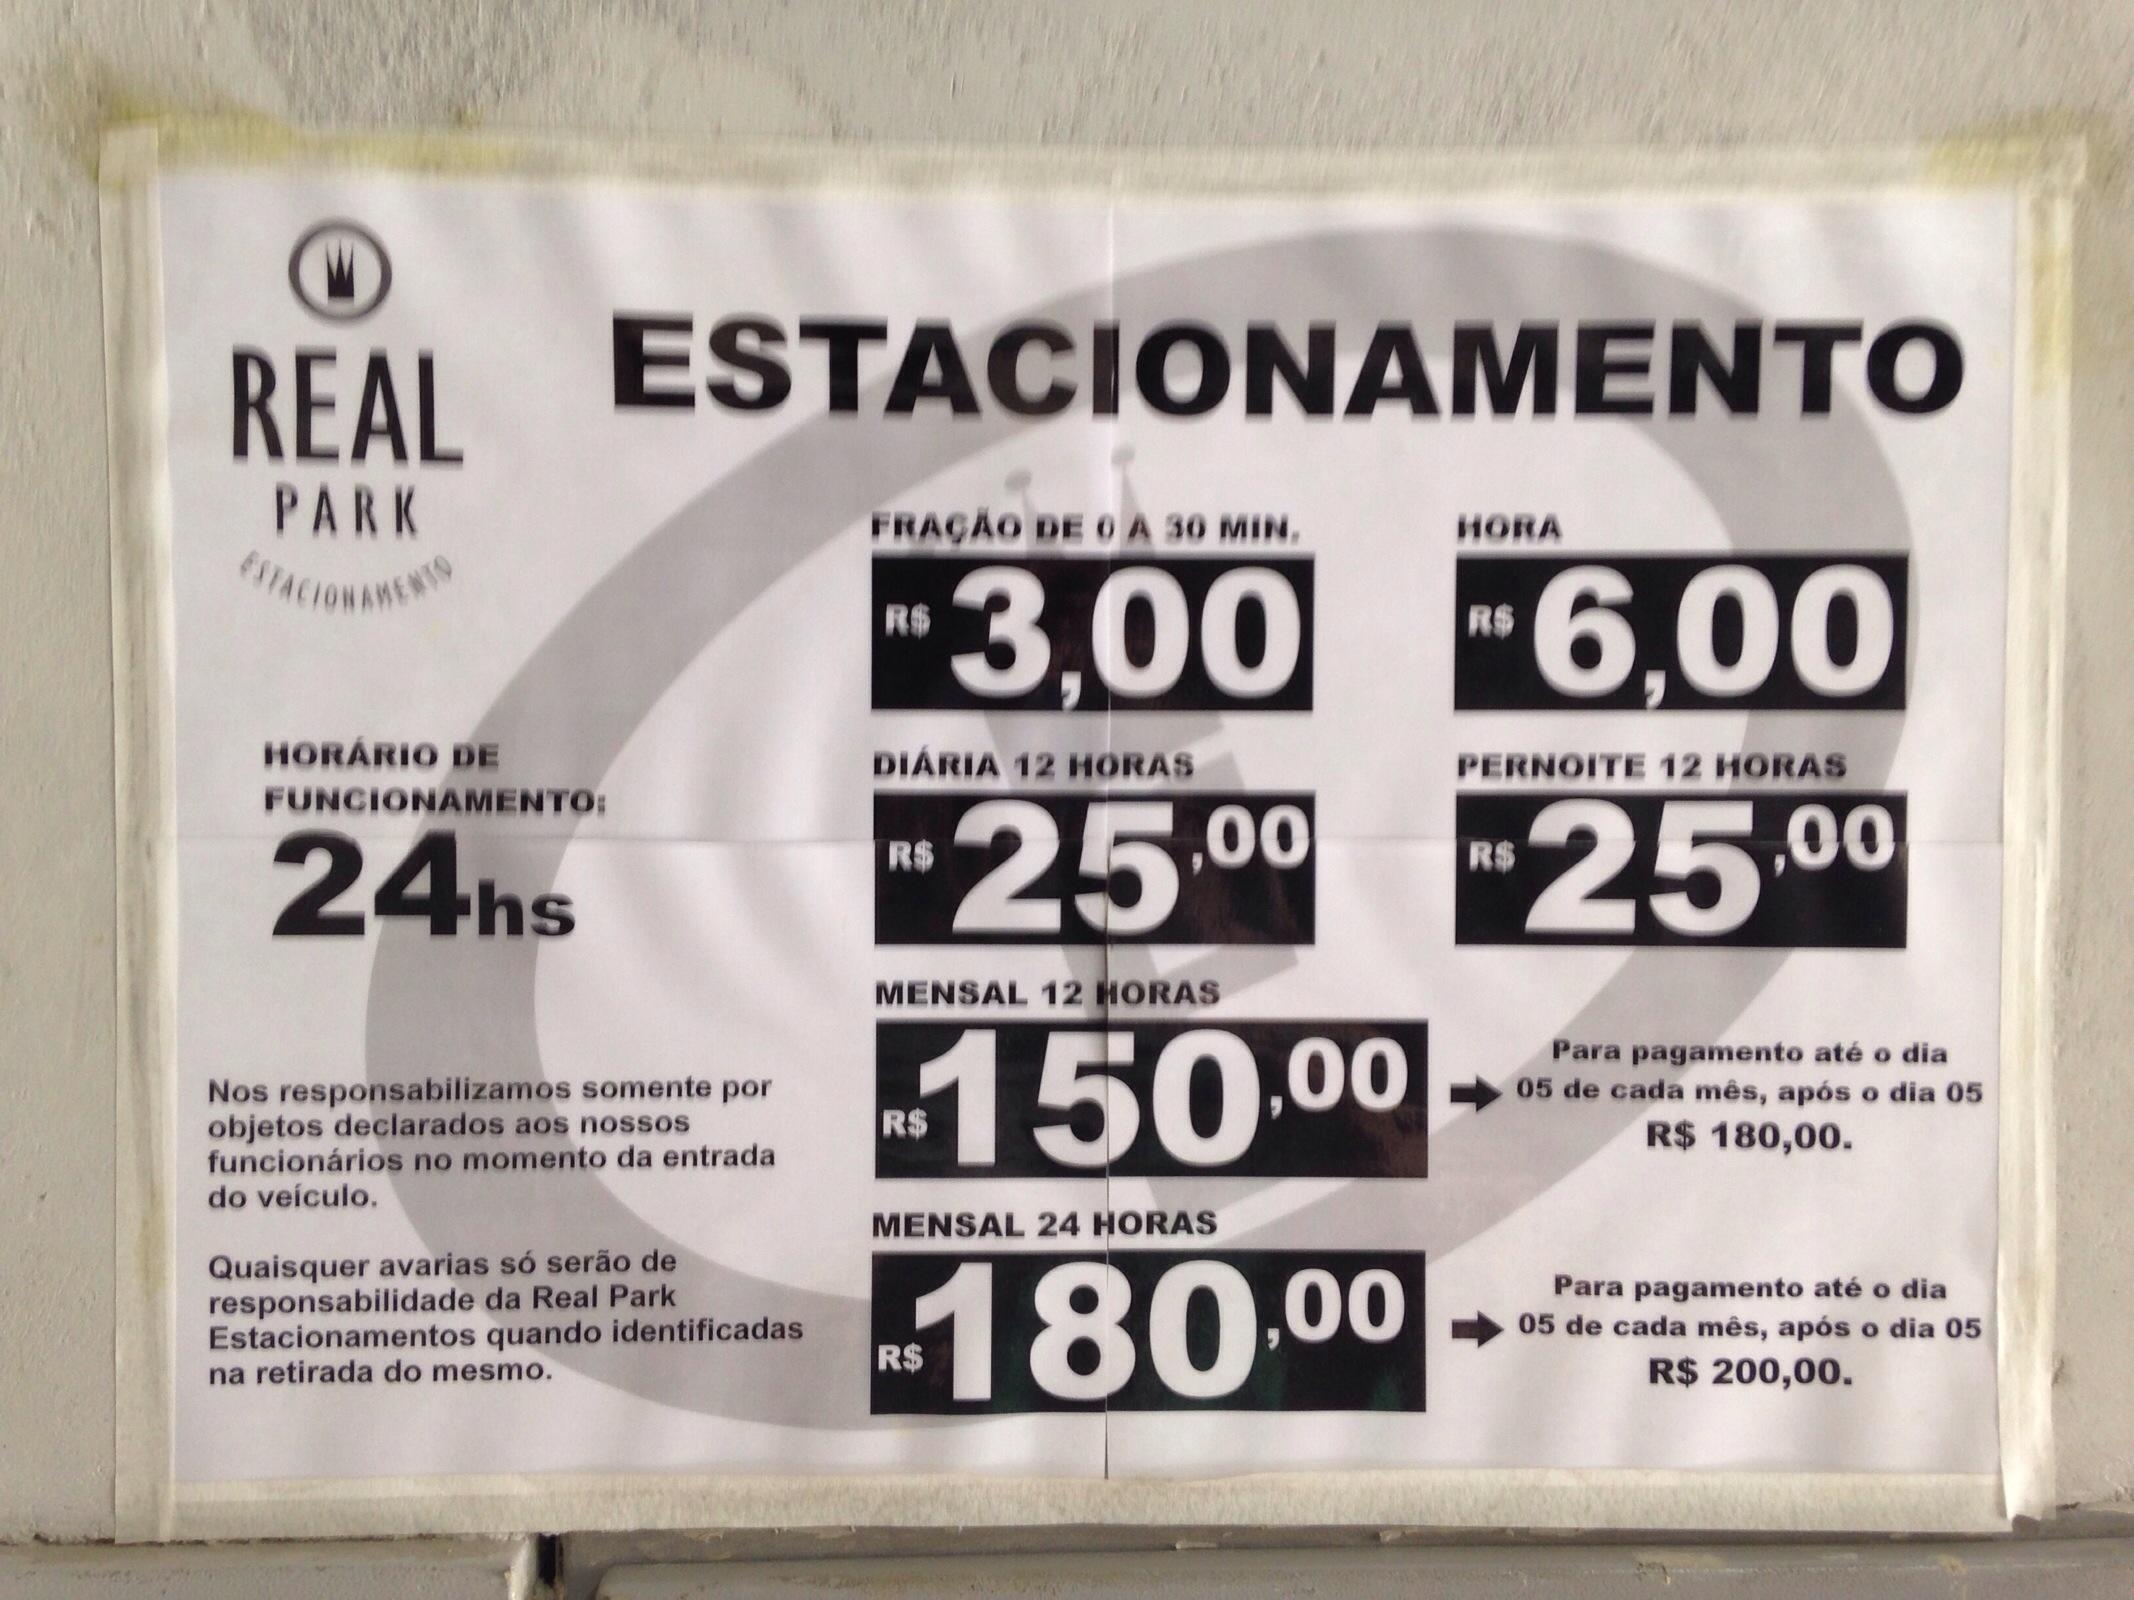 REAL
PARK
ESTACIONAMENTO
ESTACIONAMENTO
HORÁRIO DE
FUNCIONAMENTO:
24hs
Nos responsabilizamos somente por
objetos declarados aos nossos
funcionários no momento da entrada
do veículo.
Quaisquer avarias só serão de
responsabilidade da Real Park
Estacionamentos quando identificadas
na retirada do mesmo.
FRAÇÃO DE 0 A 30 MIN.
R$ 3,00
HORA
R$ 6,00
DIÁRIA 12 HORAS
R$ 25,00
PERNOITE 12 HORAS
R$ 25,00
MENSAL 12 HORAS
R$ 150,00
Para pagamento até o dia
05 de cada mês, após o dia 05
R$ 180,00.
MENSAL 24 HORAS
R$ 180,00
Para pagamento até o dia
05 de cada mês, após o dia 05
R$ 200,00.